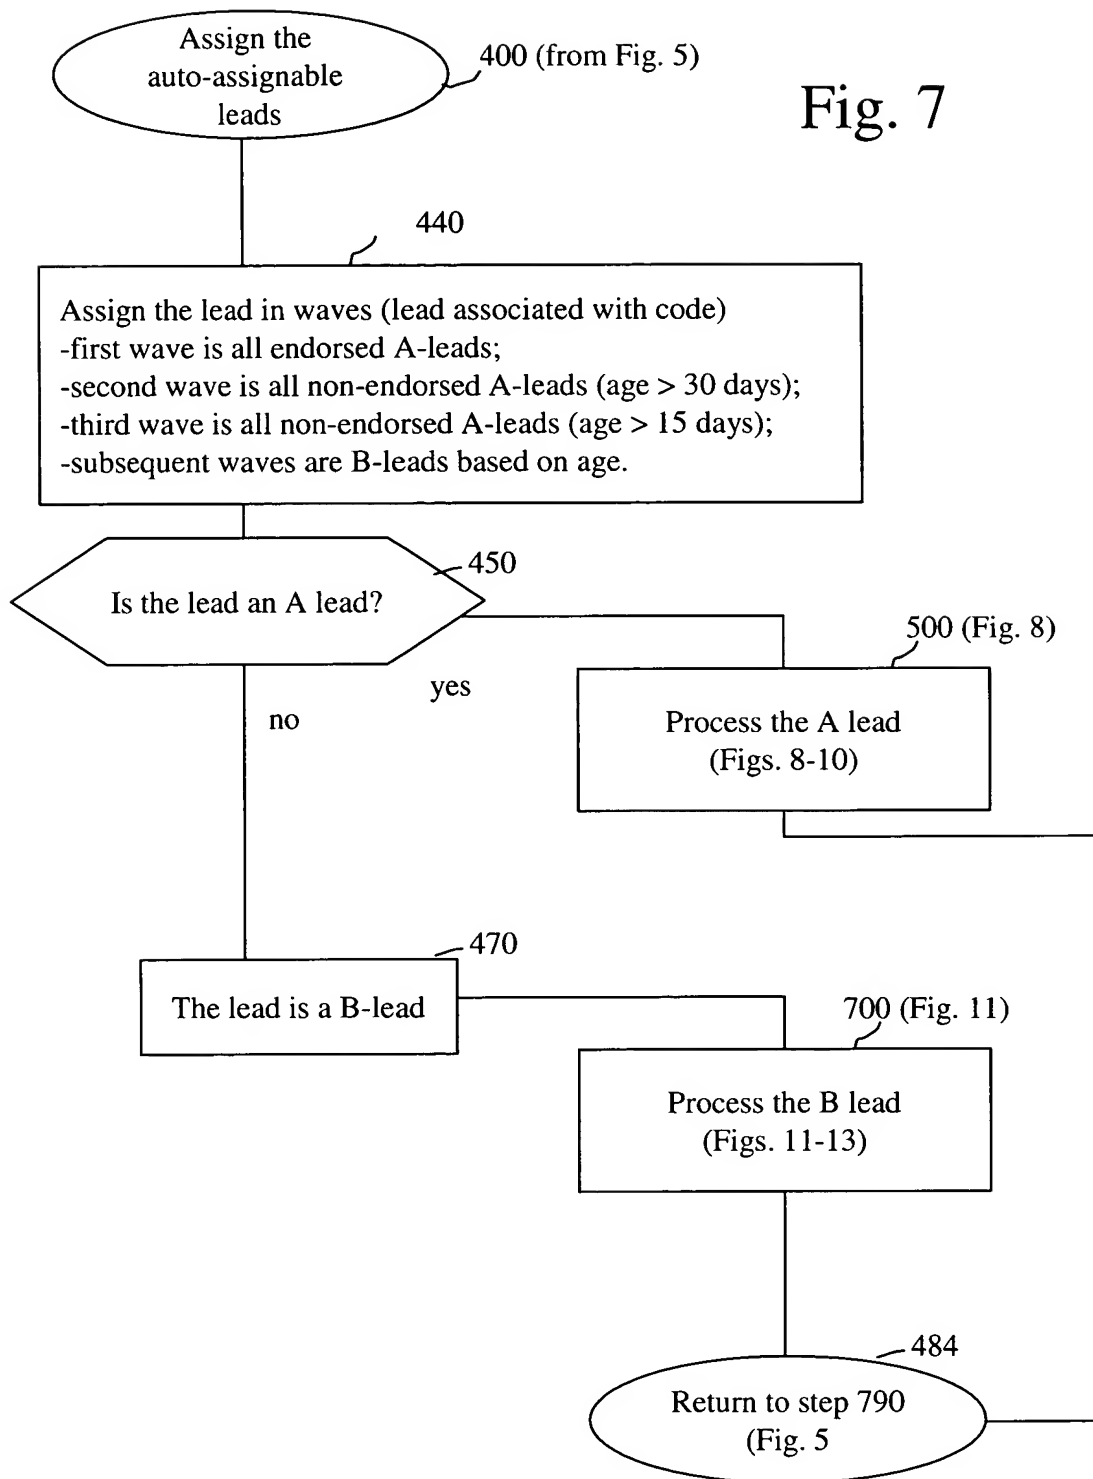 Assign the
auto-assignable
leads
400 (from Fig. 5)
Fig. 7
440
Assign the lead in waves (lead associated with code)
-first wave is all endorsed A-leads;
-second wave is all non-endorsed A-leads (age > 30 days);
-third wave is all non-endorsed A-leads (age > 15 days);
-subsequent waves are B-leads based on age.
450
Is the lead an A lead?
yes
no
500 (Fig. 8)
Process the A lead
(Figs. 8-10)
470
The lead is a B-lead
700 (Fig. 11)
Process the B lead
(Figs. 11-13)
484
Return to step 790
(Fig. 5